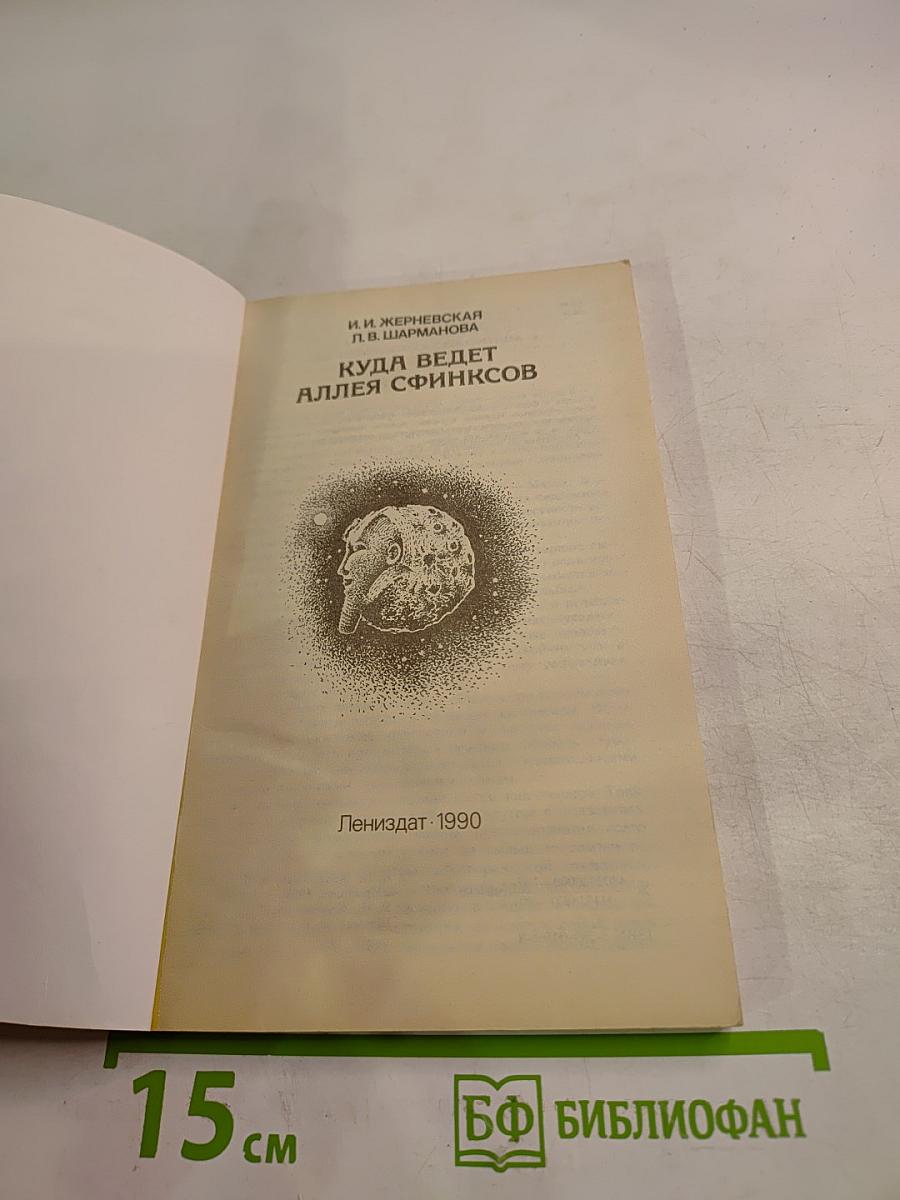 И. И. ЖЕРНЕВСКАЯ
Л. В. ШАРМАНОВА
КУДА ВЕДЕТ
АЛЛЕЯ СФИНКСОВ
Лениздат · 1990
15 см
БФ БИБЛИОФАН